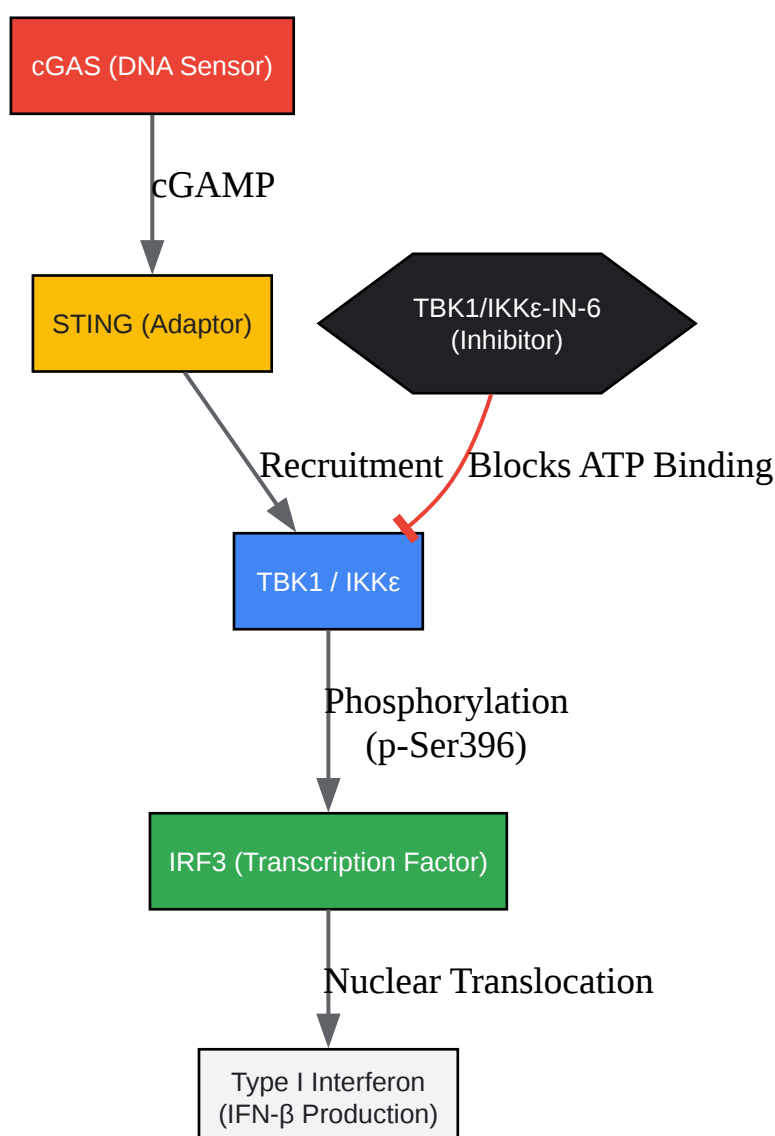 cGAS (DNA Sensor)
cGAMP
STING (Adaptor)
TBK1/IKKε-IN-6
(Inhibitor)
Recruitment
Blocks ATP Binding
TBK1 / IKKε
Phosphorylation
(p-Ser396)
IRF3 (Transcription Factor)
Nuclear Translocation
Type I Interferon
(IFN-β Production)